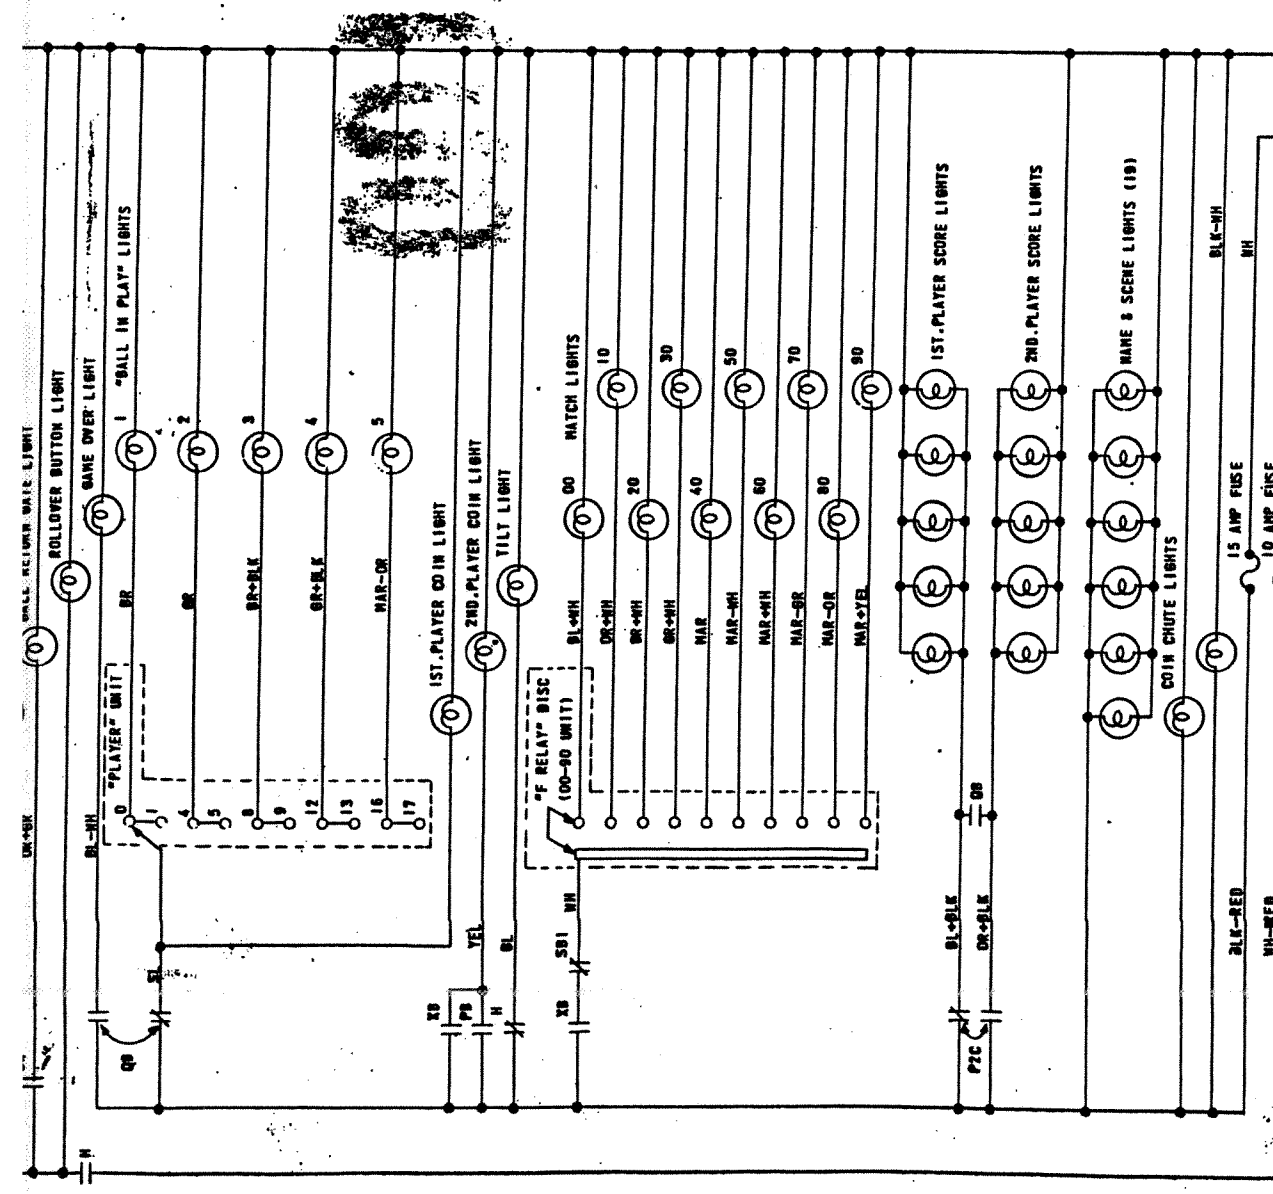 ROLLOVER BUTTON LIGHT
GAME OVER LIGHT
"BALL IN PLAY" LIGHTS
1
2
3
4
5
1ST.PLAYER COIN LIGHT
2ND.PLAYER COIN LIGHT
TILT LIGHT
MATCH LIGHTS
00
10
20
30
40
50
60
70
80
90
1ST.PLAYER SCORE LIGHTS
2ND.PLAYER SCORE LIGHTS
NAME & SCENE LIGHTS (19)
COIN CHUTE LIGHTS
BLK-WH
WH
15 AMP FUSE
10 AMP FUSE
BR
GR+BLK
MAR-OR
BL+WH
OR+WH
BR+WH
GR+WH
MAR
MAR-WH
MAR+WH
MAR-GR
MAR-OR
MAR+YEL
"PLAYER" UNIT
0
1
4
5
8
9
12
13
16
17
"F RELAY" DISC
(00-90 UNIT)
BL-WH
YEL
BL
WH
SB1
XB
PB
XB
QB
BL+BLK
OR+BLK
P2C
BLK-RED
WH-RED